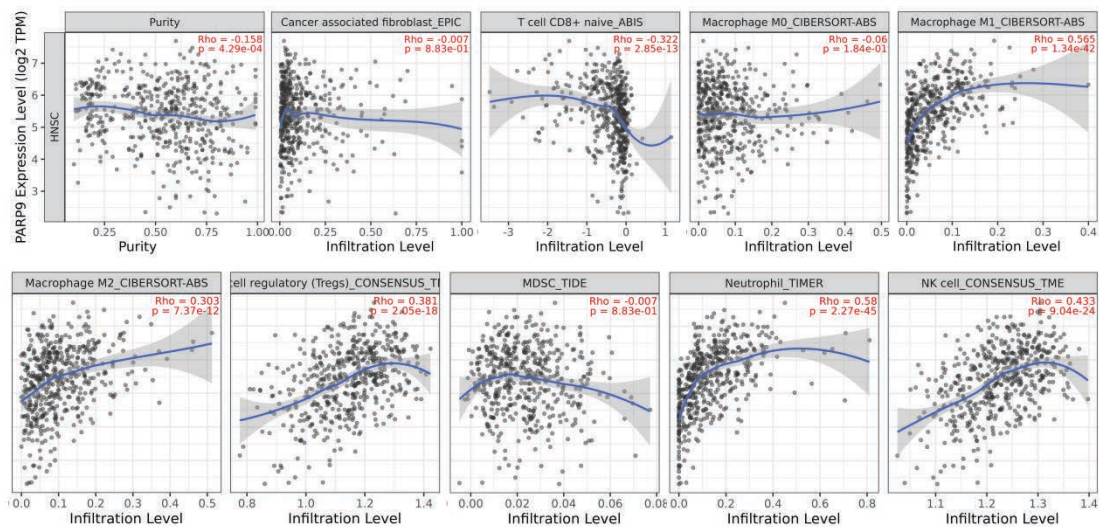 Purity
Cancer associated fibroblast_EPIC
T cell CD8+ naive_ABIS
Macrophage M0_CIBERSORT-ABS
Macrophage M1_CIBERSORT-ABS
Rho = -0.158
p = 4.29e-04
Rho = -0.007
p = 8.83e-01
Rho = -0.322
p = 2.85e-13
Rho = -0.06
p = 1.84e-01
Rho = 0.565
p = 1.34e-42
PARP9 Expression Level (log2 TPM)
HNSC
7
6
5
4
3
0.25 0.50 0.75 1.00
0.00 0.25 0.50 0.75 1.00
-3 -2 -1 0 1
0.0 0.1 0.2 0.3 0.4 0.5
0.0 0.1 0.2 0.3 0.4
Purity
Infiltration Level
Infiltration Level
Infiltration Level
Infiltration Level
Macrophage M2_CIBERSORT-ABS
cell regulatory (Tregs)_CONSENSUS_TM
MDSC_TIDE
Neutrophil_TIMER
NK cell_CONSENSUS_TME
Rho = 0.303
p = 7.37e-12
Rho = 0.381
p = 2.05e-18
Rho = -0.007
p = 8.83e-01
Rho = 0.58
p = 2.27e-45
Rho = 0.433
p = 9.04e-24
0.0 0.1 0.2 0.3 0.4 0.5
0.8 1.0 1.2 1.4
0.00 0.02 0.04 0.06 0.08
0.0 0.2 0.4 0.6 0.8
1.1 1.2 1.3 1.4
Infiltration Level
Infiltration Level
Infiltration Level
Infiltration Level
Infiltration Level